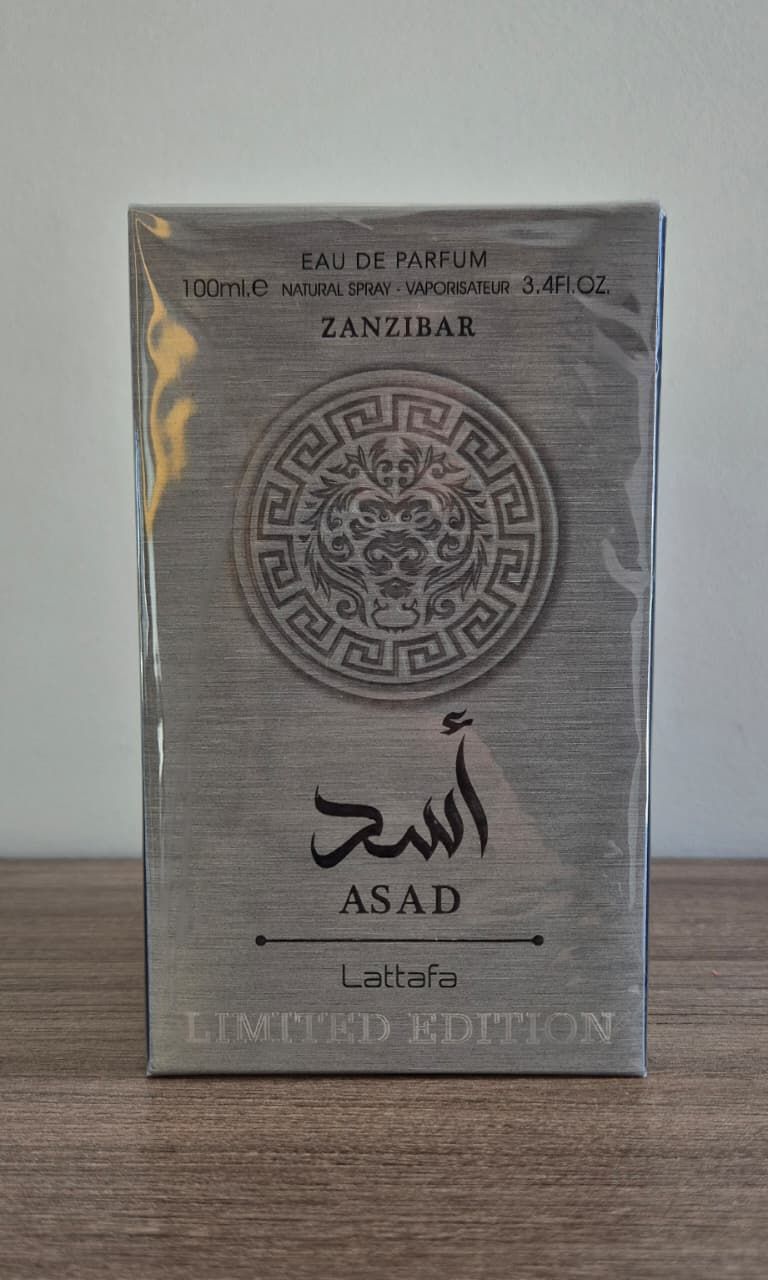 EAU DE PARFUM
100ml.e NATURAL SPRAY - VAPORISATEUR 3.4Fl.OZ.
ZANZIBAR
أسد
ASAD
Lattafa
LIMITED EDITION